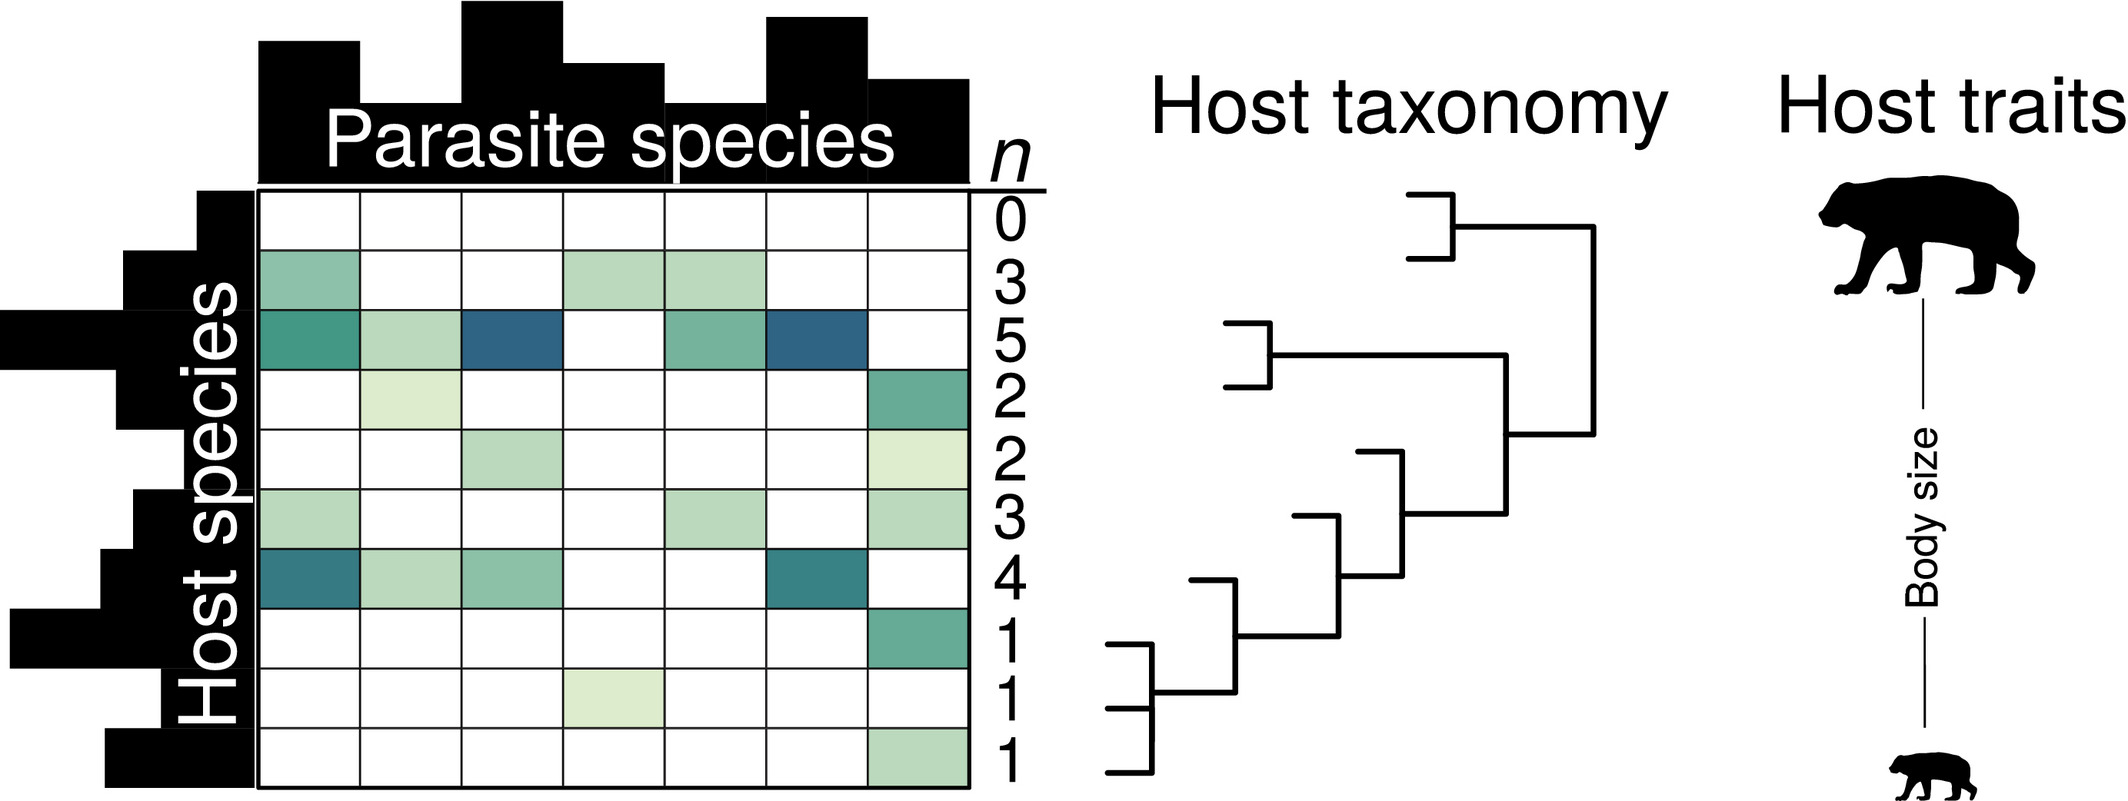 Parasite species
n
Host taxonomy
Host traits
Host species
0
3
5
2
2
3
4
1
1
1
Body size